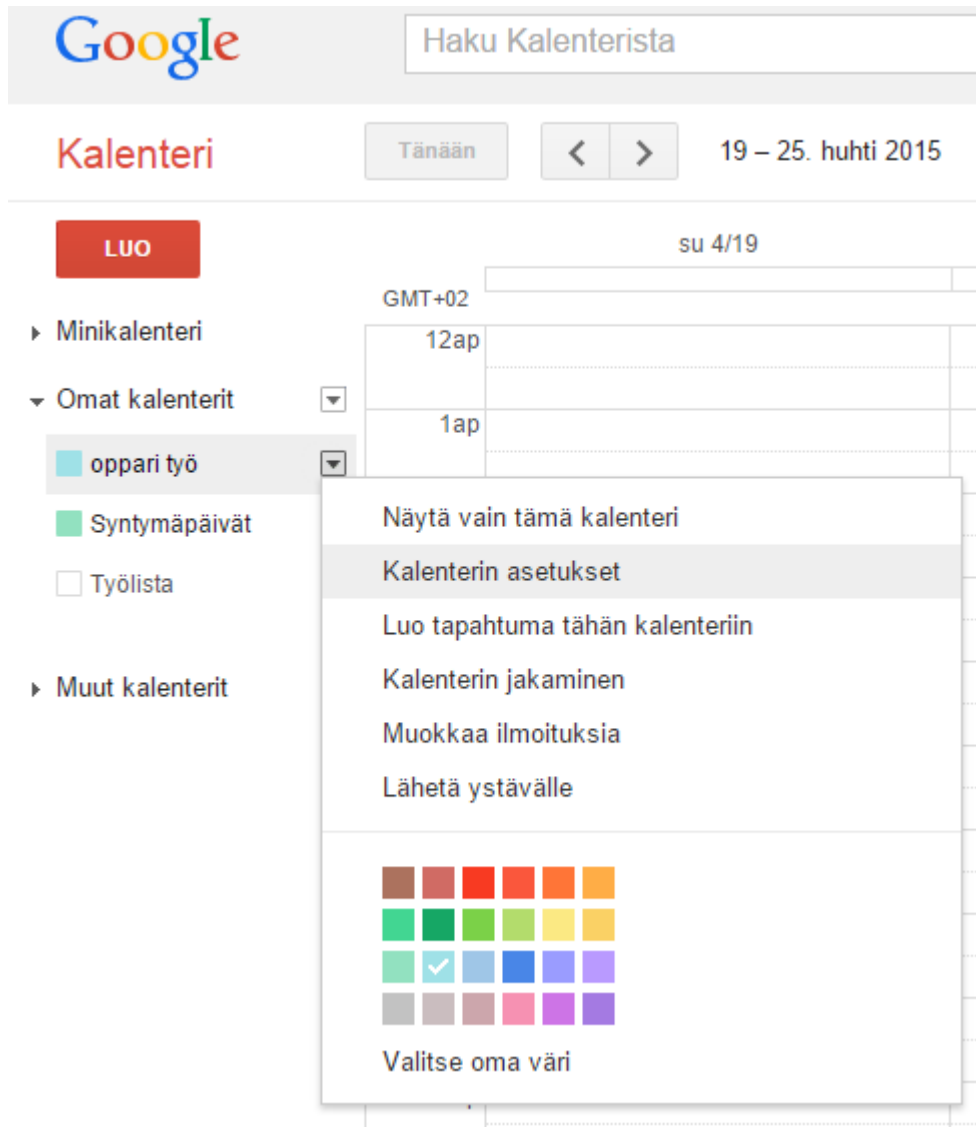 Google
Haku Kalenterista
Kalenteri
Tänään
19 – 25. huhti 2015
LUO
su 4/19
GMT+02
Minikalenteri
12ap
Omat kalenterit
1ap
oppari työ
Syntymäpäivät
Työlista
Muut kalenterit
Näytä vain tämä kalenteri
Kalenterin asetukset
Luo tapahtuma tähän kalenteriin
Kalenterin jakaminen
Muokkaa ilmoituksia
Lähetä ystävälle
Valitse oma väri